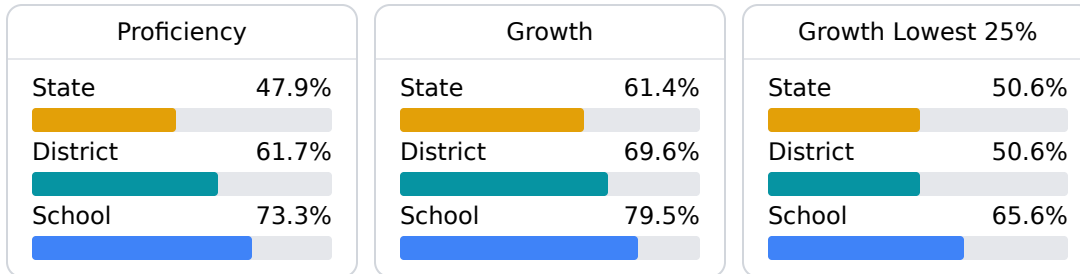 Proficiency
State 47.9%
District 61.7%
School 73.3%
Growth
State 61.4%
District 69.6%
School 79.5%
Growth Lowest 25%
State 50.6%
District 50.6%
School 65.6%